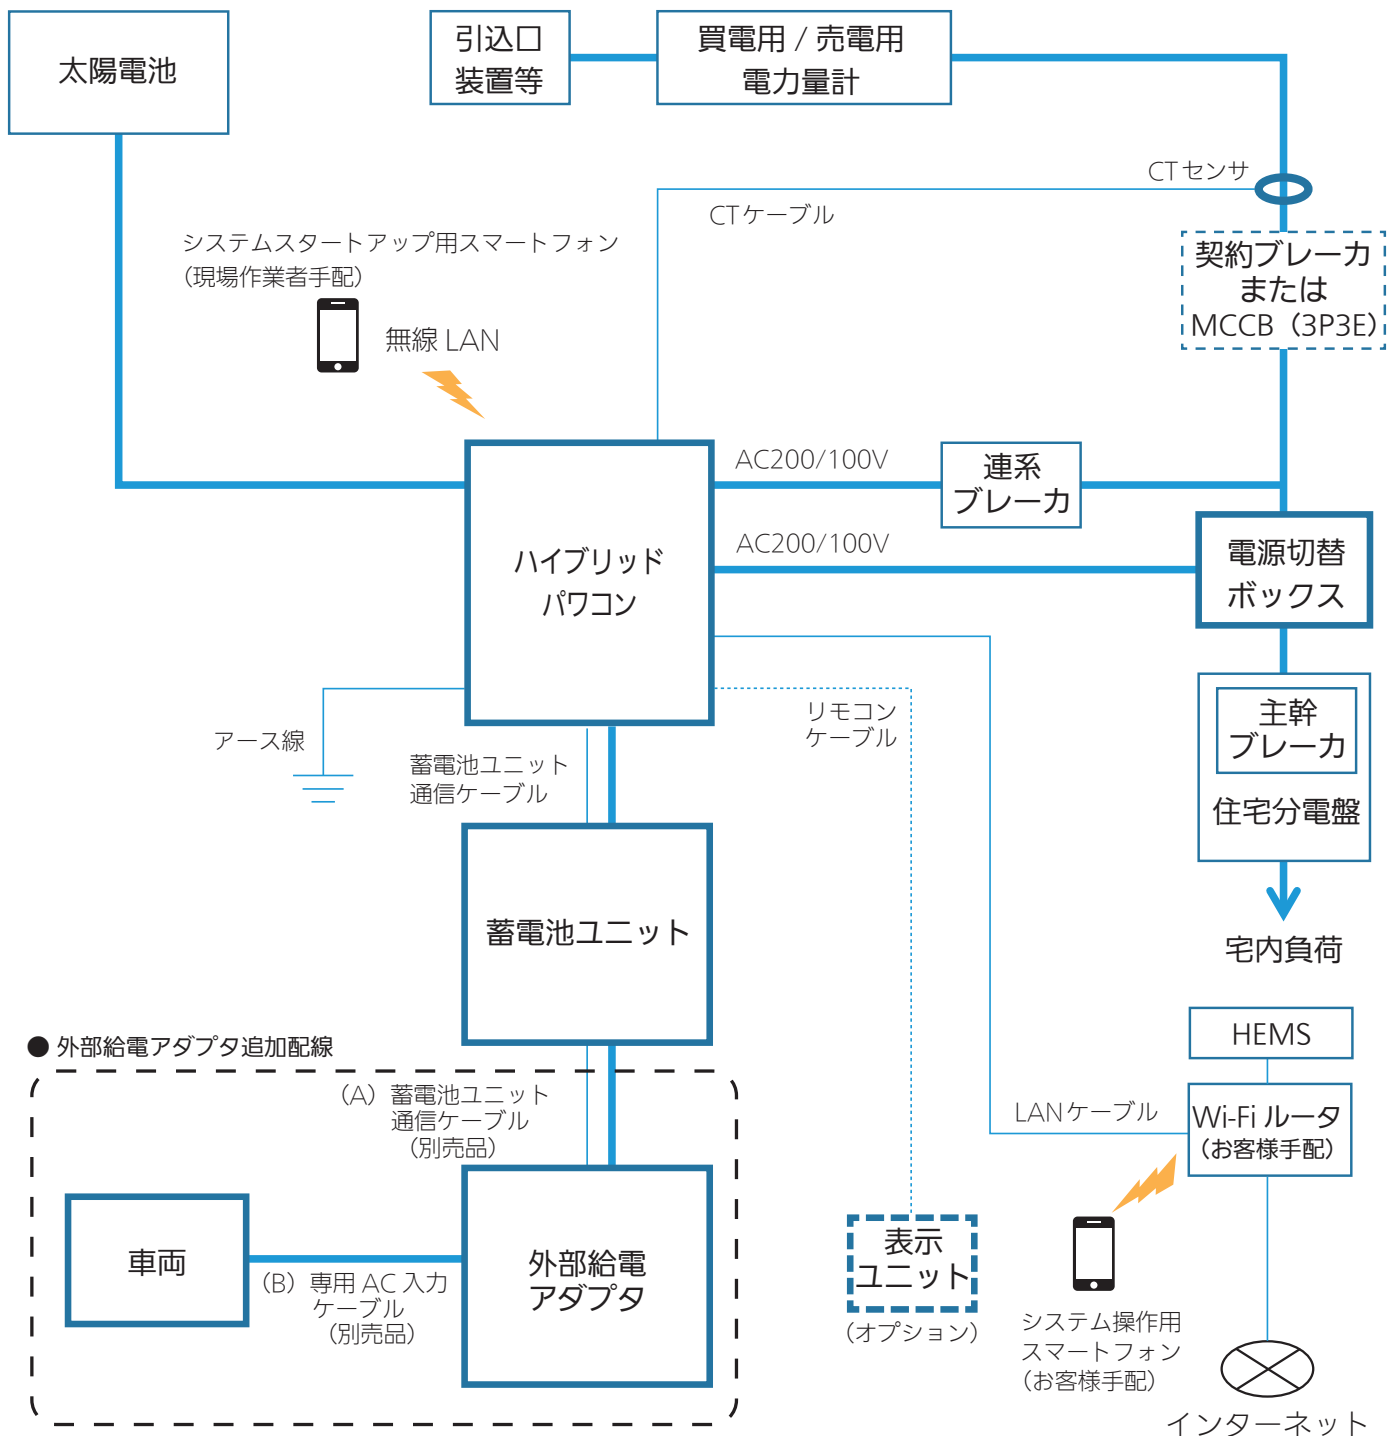 太陽電池
引込口
装置等
買電用 / 売電用
電力量計
CTセンサ
CTケーブル
システムスタートアップ用スマートフォン
（現場作業者手配）
無線 LAN
契約ブレーカ
または
MCCB（3P3E）
AC200/100V
連系
ブレーカ
AC200/100V
電源切替
ボックス
ハイブリッド
パワコン
主幹
ブレーカ
住宅分電盤
宅内負荷
リモコン
ケーブル
アース線
蓄電池ユニット
通信ケーブル
蓄電池ユニット
HEMS
● 外部給電アダプタ追加配線
（A）蓄電池ユニット
通信ケーブル
（別売品）
LANケーブル
Wi-Fi ルータ
（お客様手配）
車両
（B）専用 AC 入力
ケーブル
（別売品）
外部給電
アダプタ
表示
ユニット
（オプション）
システム操作用
スマートフォン
（お客様手配）
インターネット